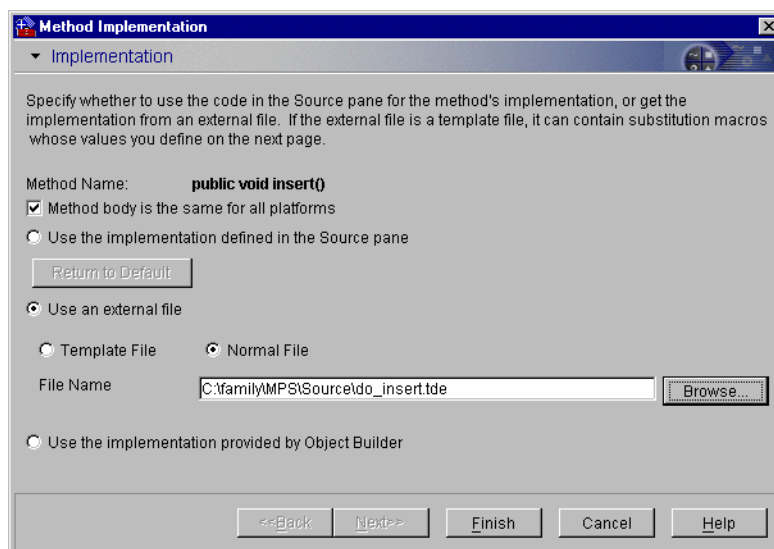 Method Implementation
Implementation
Specify whether to use the code in the Source pane for the method's implementation, or get the
implementation from an external file. If the external file is a template file, it can contain substitution macros
whose values you define on the next page.
Method Name: public void insert()
Method body is the same for all platforms
Use the implementation defined in the Source pane
Return to Default
Use an external file
Template File Normal File
File Name C:\family\MPS\Source\do_insert.tde Browse...
Use the implementation provided by Object Builder
<<Back Next>> Finish Cancel Help